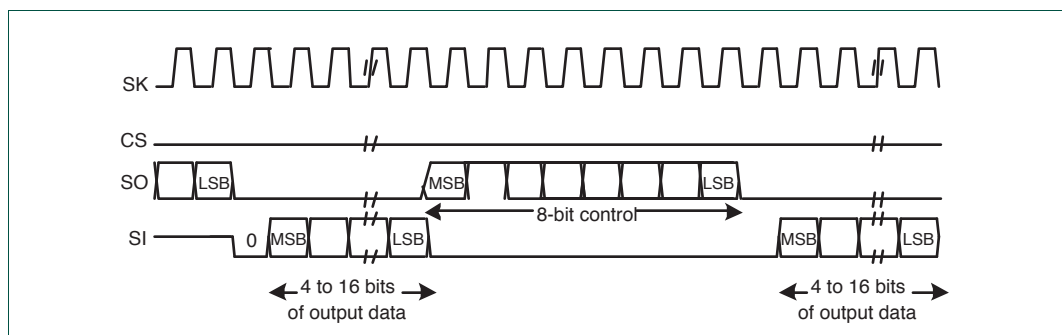 SK
CS
SO LSB MSB LSB
8-bit control
SI 0 MSB LSB MSB LSB
4 to 16 bits
of output data
4 to 16 bits
of output data